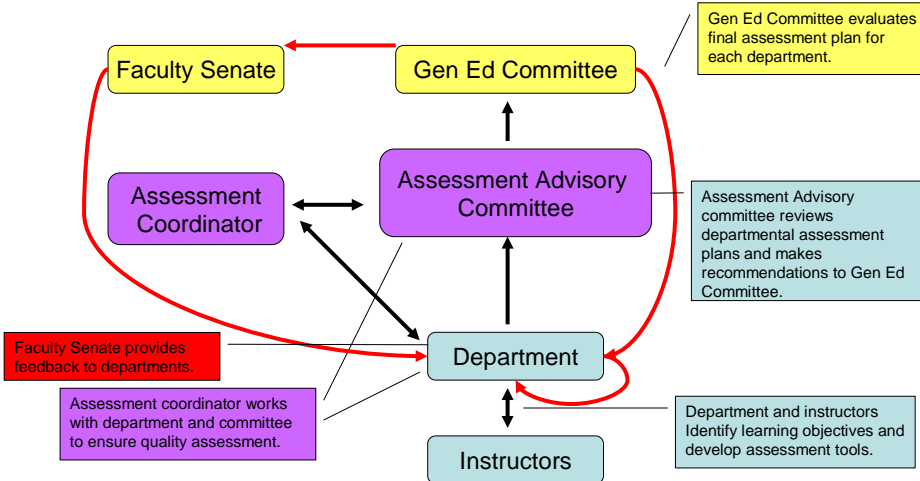 Gen Ed Committee evaluates
final assessment plan for
each department.
Faculty Senate
Gen Ed Committee
Assessment
Coordinator
Assessment Advisory
Committee
Assessment Advisory
committee reviews
departmental assessment
plans and makes
recommendations to Gen Ed
Committee.
Faculty Senate provides
feedback to departments.
Department
Assessment coordinator works
with department and committee
to ensure quality assessment.
Department and instructors
Identify learning objectives and
develop assessment tools.
Instructors